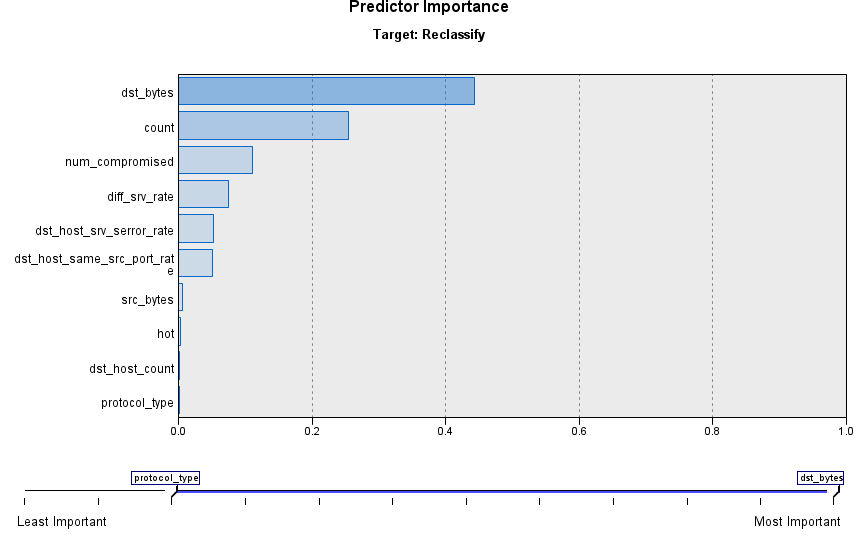 Predictor Importance
Target: Reclassify
dst_bytes
count
num_compromised
diff_srv_rate
dst_host_srv_serror_rate
dst_host_same_src_port_rat
e
src_bytes
hot
dst_host_count
protocol_type
0.0 0.2 0.4 0.6 0.8 1.0
protocol_type dst_bytes
Least Important Most Important